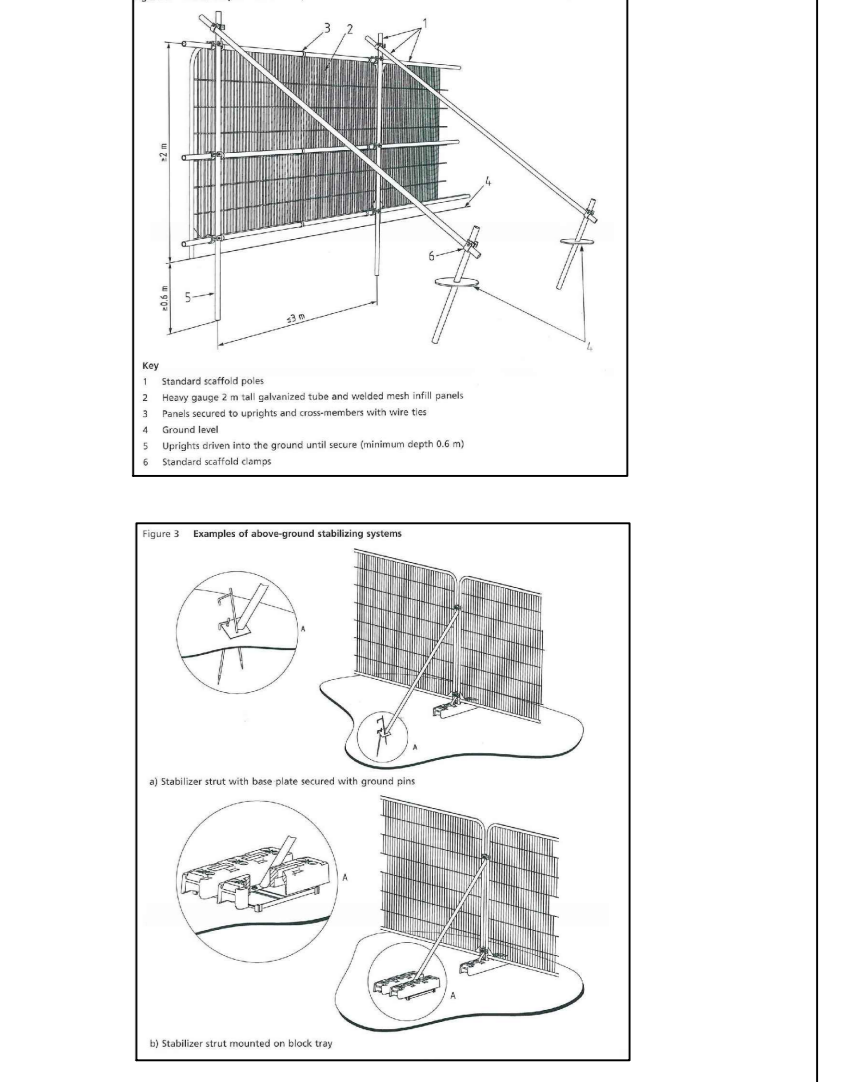 3
2
1
≥2 m
4
6
≥0.6 m
5
≤3 m
4
Key
1 Standard scaffold poles
2 Heavy gauge 2 m tall galvanized tube and welded mesh infill panels
3 Panels secured to uprights and cross-members with wire ties
4 Ground level
5 Uprights driven into the ground until secure (minimum depth 0.6 m)
6 Standard scaffold clamps
Figure 3 Examples of above-ground stabilizing systems
A
A
a) Stabilizer strut with base plate secured with ground pins
A
A
b) Stabilizer strut mounted on block tray